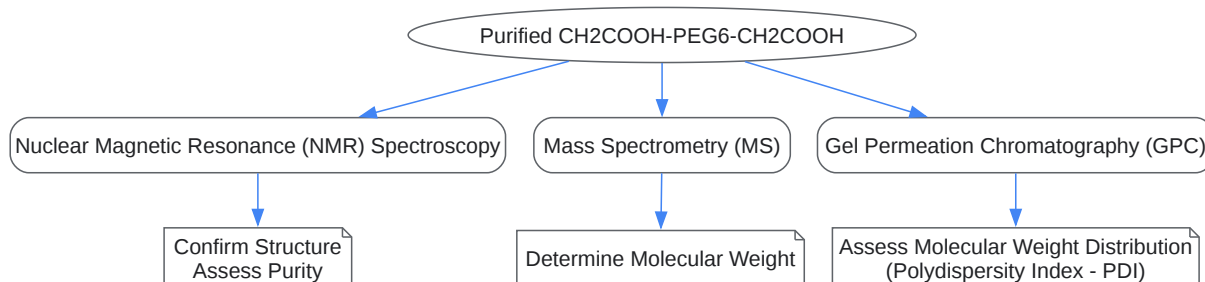 Purified CH2COOH-PEG6-CH2COOH
Nuclear Magnetic Resonance (NMR) Spectroscopy
Mass Spectrometry (MS)
Gel Permeation Chromatography (GPC)
Confirm Structure
Assess Purity
Determine Molecular Weight
Assess Molecular Weight Distribution
(Polydispersity Index - PDI)